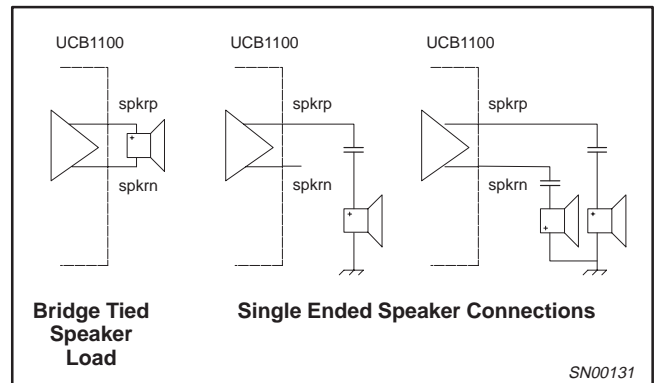 UCB1100 UCB1100 UCB1100
spkrp spkrp spkrp
+
spkrn spkrn spkrn
+ + +
Bridge Tied Speaker Load
Single Ended Speaker Connections
SN00131